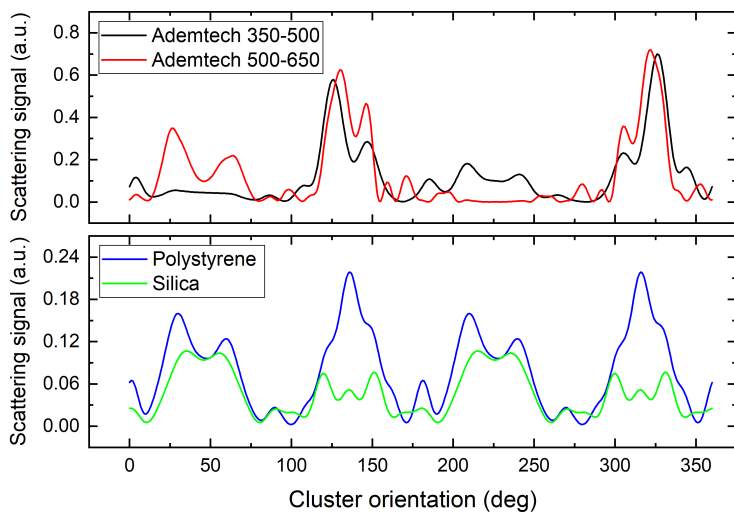 Scattering signal (a.u.)
0.8
0.6
0.4
0.2
0.0
Ademtech 350-500
Ademtech 500-650
Scattering signal (a.u.)
0.24
0.18
0.12
0.06
0.00
Polystyrene
Silica
0 50 100 150 200 250 300 350
Cluster orientation (deg)